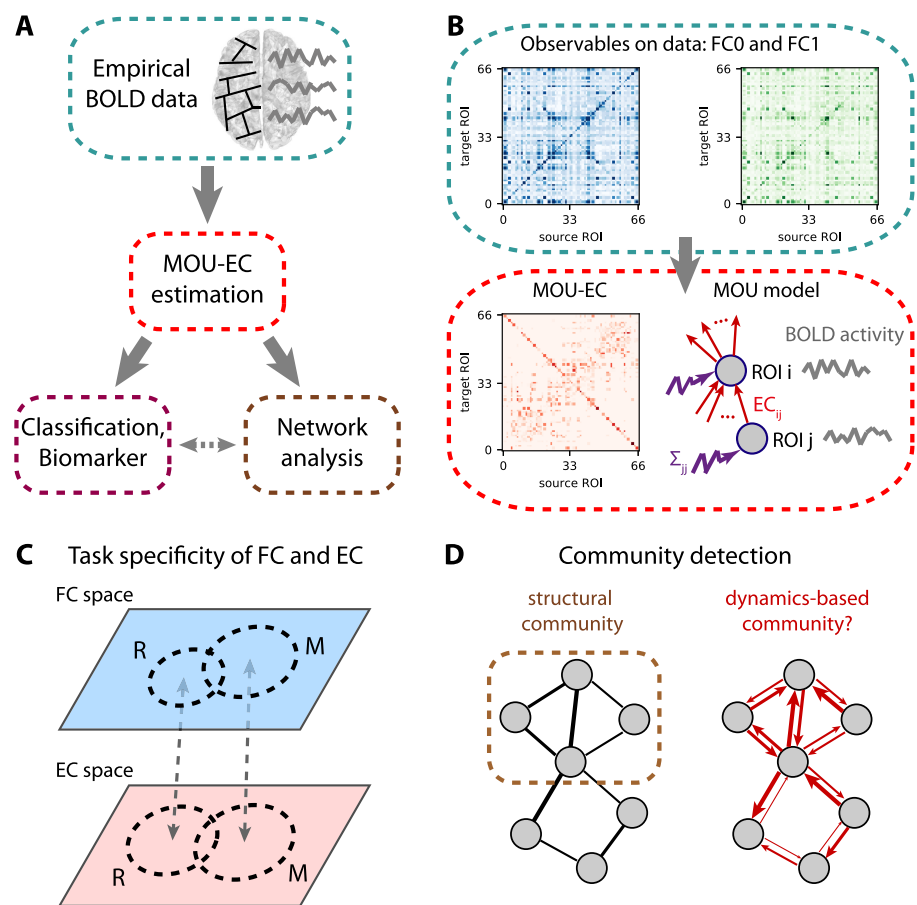 A
Empirical
BOLD data
MOU-EC
estimation
Classification,
Biomarker
Network
analysis
B
Observables on data: FC0 and FC1
66
33
0
target ROI
0
33
66
source ROI
66
33
0
target ROI
0
33
66
source ROI
MOU-EC
66
33
0
target ROI
0
33
66
source ROI
MOU model
BOLD activity
ROI i
EC_ij
ROI j
Σ_jj
...
...
C
Task specificity of FC and EC
FC space
R
M
EC space
R
M
D
Community detection
structural
community
dynamics-based
community?